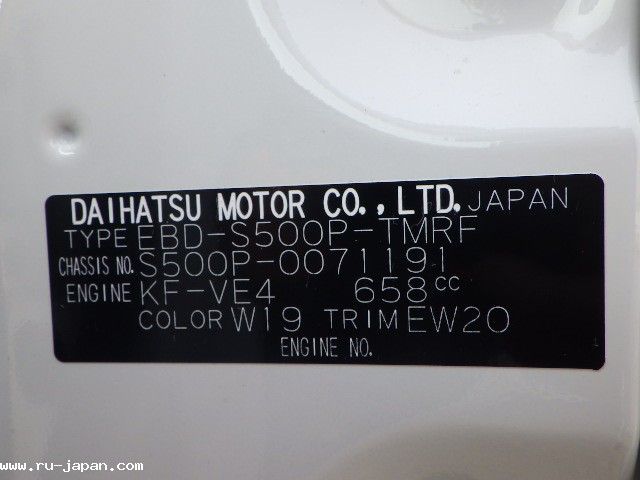 DAIHATSU MOTOR CO., LTD. JAPAN
TYPE EBD-S500P-TMRF
CHASSIS NO. S500P-0071191
ENGINE KF-VE4 658cc
COLOR W19 TRIM EW20
ENGINE NO.
www.ru-japan.com